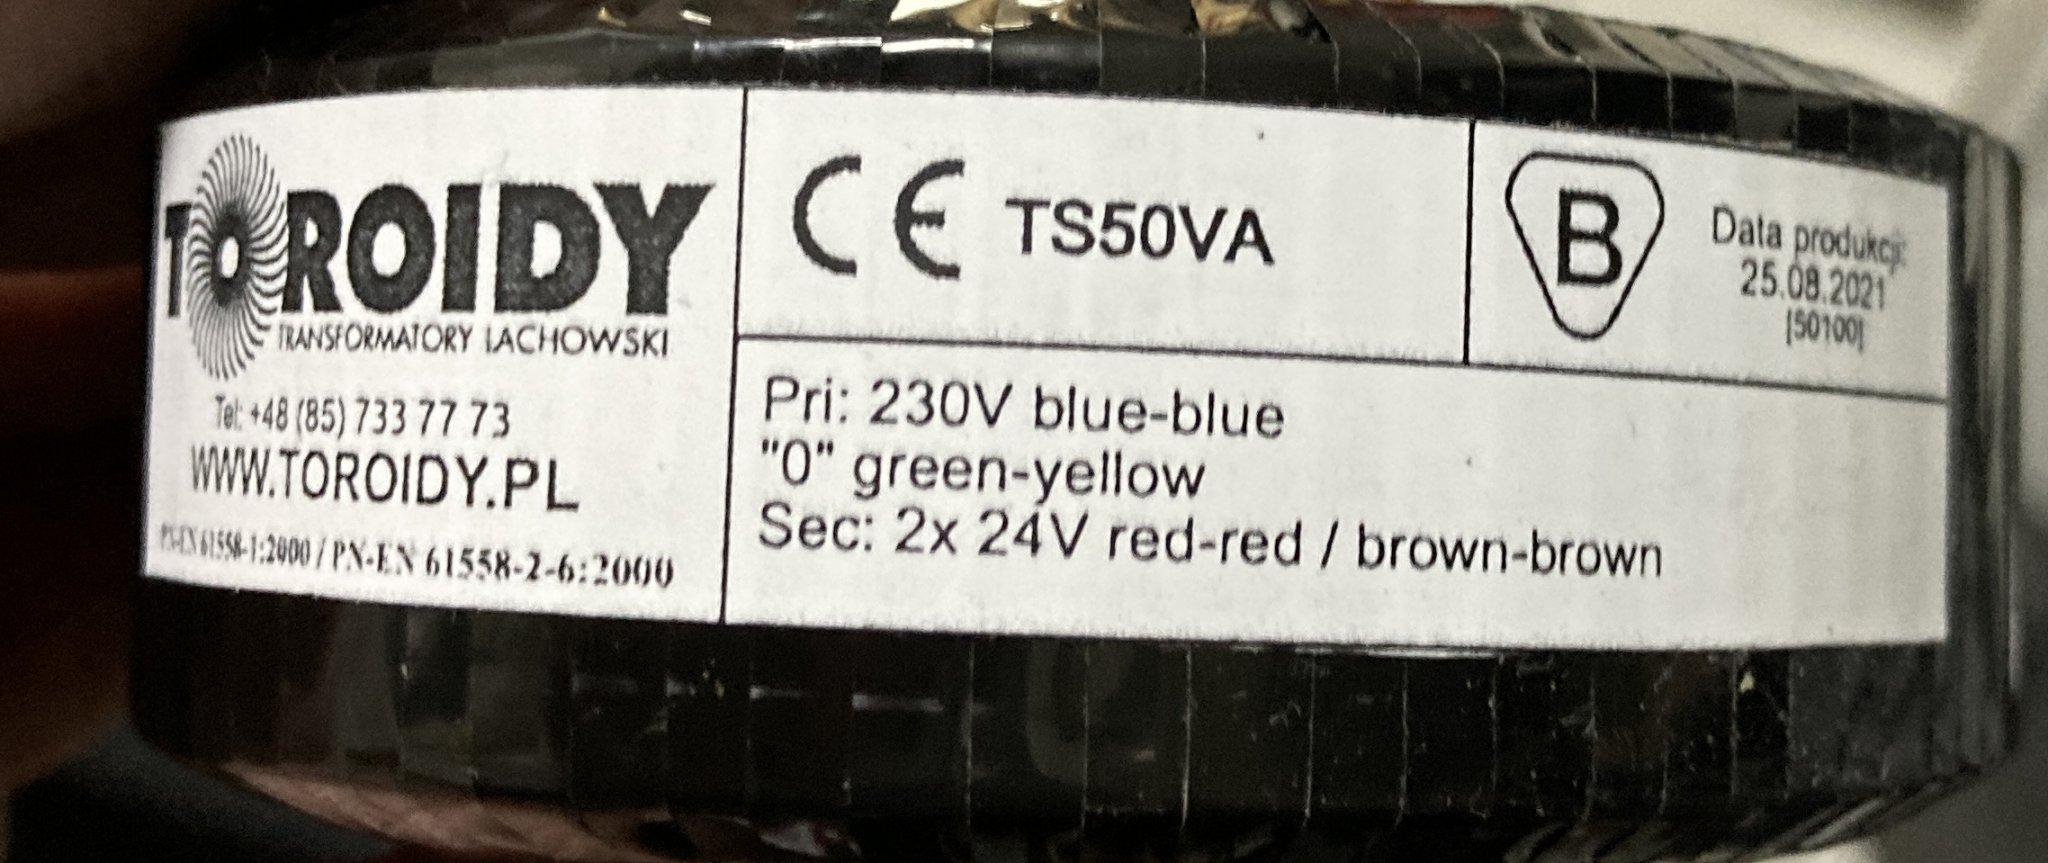 TOROIDY
TRANSFORMATORY LACHOWSKI
Tel: +48 (85) 733 77 73
WWW.TOROIDY.PL
PN-EN 61558-1:2000 / PN-EN 61558-2-6:2000
CE TS50VA
B
Data produkcji:
25.08.2021
[50100]
Pri: 230V blue-blue
"0" green-yellow
Sec: 2x 24V red-red / brown-brown